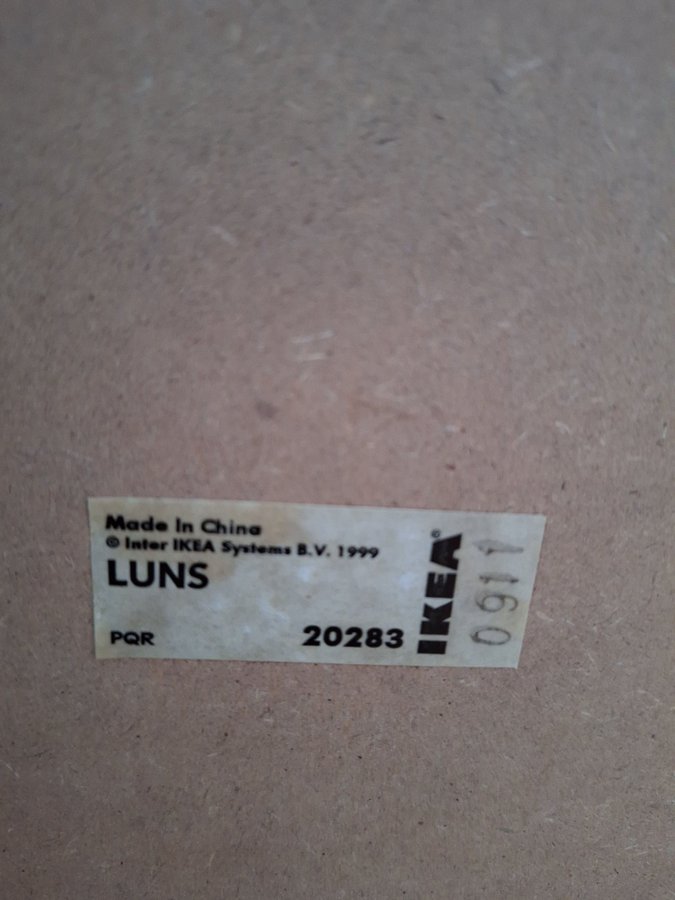 Made In China
© Inter IKEA Systems B.V. 1999
LUNS
PQR 20283
IKEA®
0911